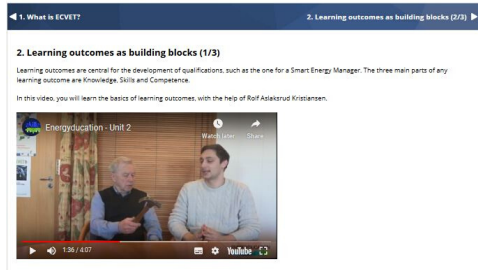 1. What is ECVET?
2. Learning outcomes as building blocks (2/3)
2. Learning outcomes as building blocks (1/3)
Learning outcomes are central for the development of qualifications, such as the one for a Smart Energy Manager. The three main parts of any
learning outcome are Knowledge, Skills and Competence.
In this video, you will learn the basics of learning outcomes, with the help of Rolf Aslaksrud Kristiansen.
Energyducation - Unit 2
Watch later
Share
1:36 / 4:07
YouTube